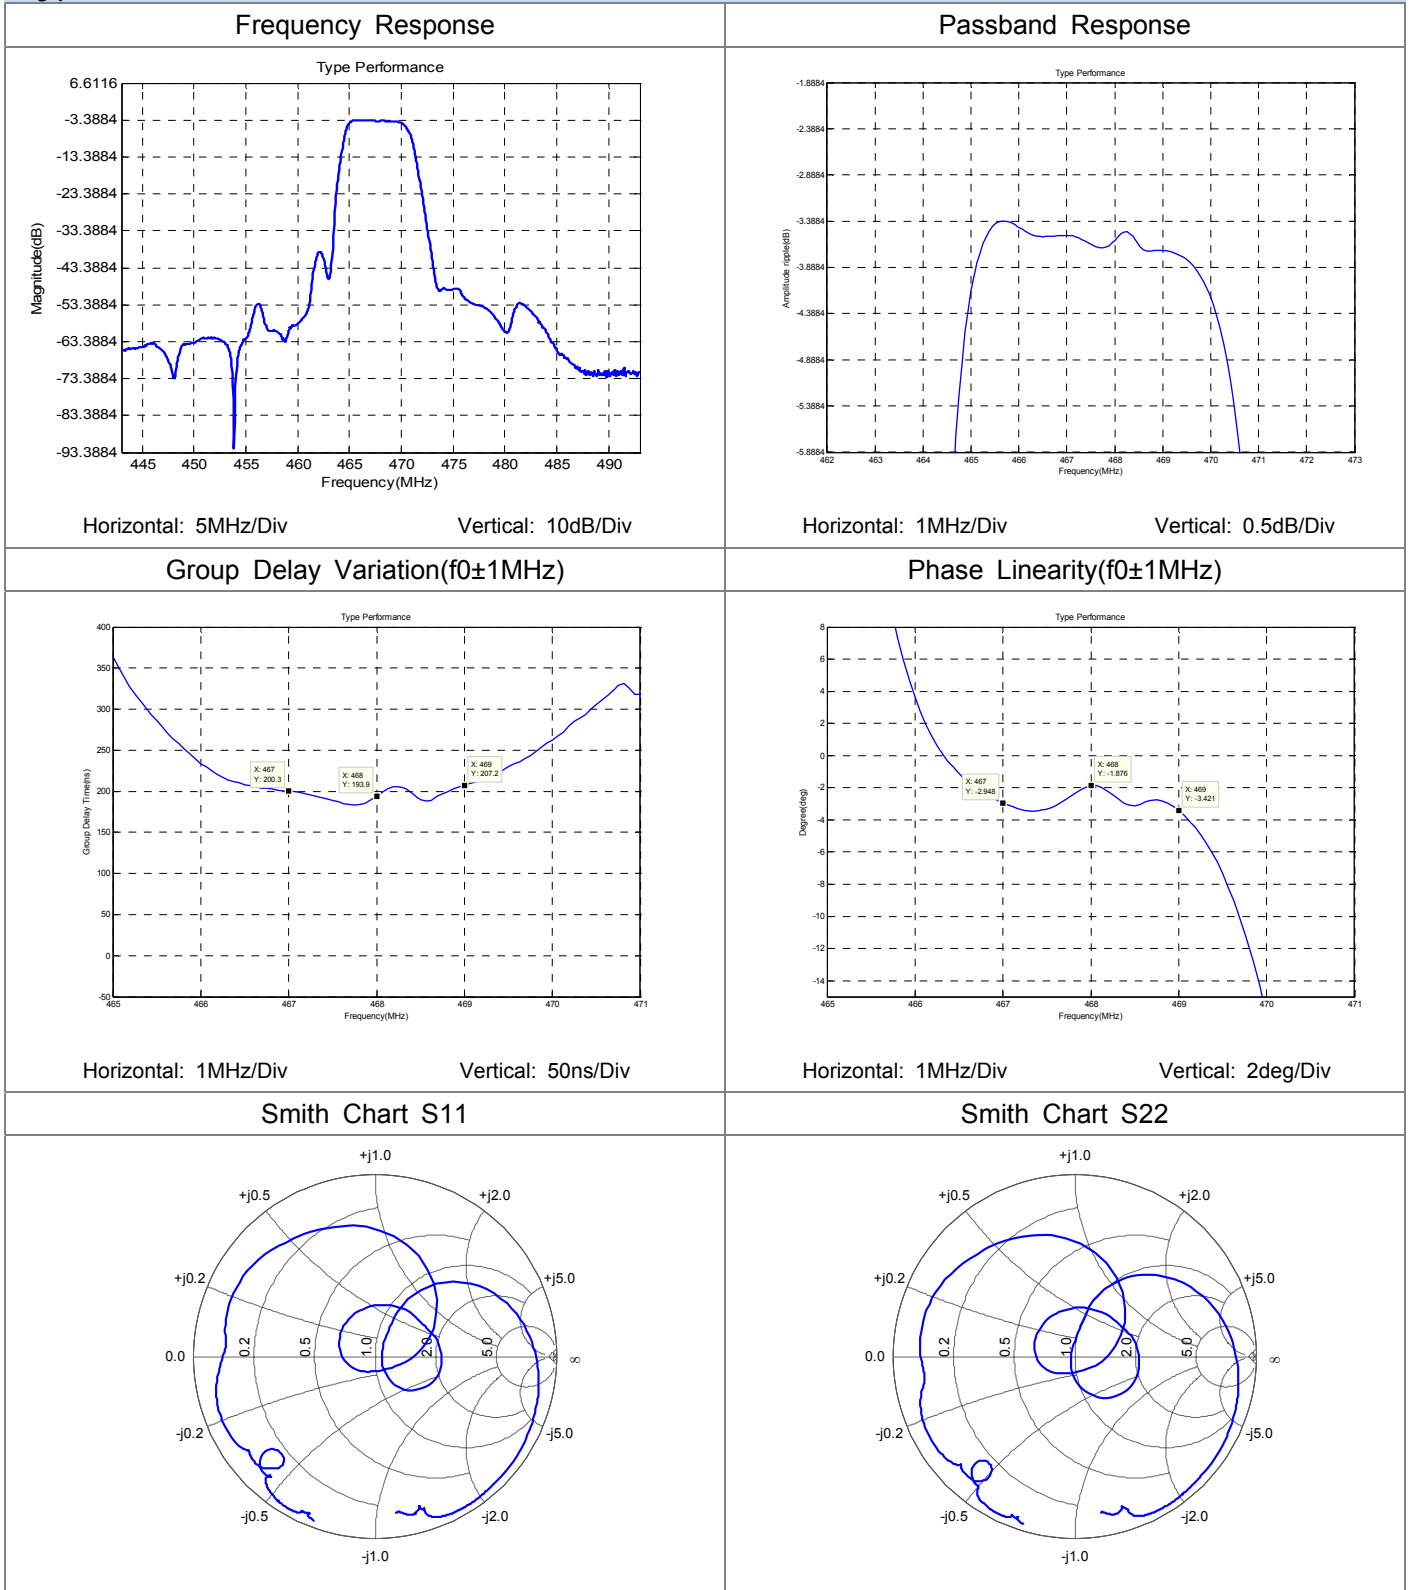 Frequency Response
Passband Response
Type Performance
6.6116
-3.3884
-13.3884
-23.3884
-33.3884
-43.3884
-53.3884
-63.3884
-73.3884
-83.3884
-93.3884
Magnitude(dB)
445 450 455 460 465 470 475 480 485 490
Frequency(MHz)
Horizontal: 5MHz/Div Vertical: 10dB/Div
Type Performance
-1.8884
-2.3884
-2.8884
-3.3884
-3.8884
-4.3884
-4.8884
-5.3884
-5.8884
Amplitude ripple(dB)
462 463 464 465 466 467 468 469 470 471 472 473
Frequency(MHz)
Horizontal: 1MHz/Div Vertical: 0.5dB/Div
Group Delay Variation(f0±1MHz)
Phase Linearity(f0±1MHz)
Type Performance
400
350
300
250
200
150
100
50
0
-50
Group Delay Time(ns)
X: 467
Y: 200.3
X: 468
Y: 193.9
X: 469
Y: 207.2
465 466 467 468 469 470 471
Frequency(MHz)
Horizontal: 1MHz/Div Vertical: 50ns/Div
Type Performance
8
6
4
2
0
-2
-4
-6
-8
-10
-12
-14
Degree(deg)
X: 467
Y: -2.948
X: 468
Y: -1.876
X: 469
Y: -3.421
465 466 467 468 469 470 471
Frequency(MHz)
Horizontal: 1MHz/Div Vertical: 2deg/Div
Smith Chart S11
Smith Chart S22
+j1.0
+j0.5 +j2.0
+j0.2 +j5.0
0.0 0.2 0.5 1.0 2.0 5.0 ∞
-j0.2 -j5.0
-j0.5 -j2.0
-j1.0
+j1.0
+j0.5 +j2.0
+j0.2 +j5.0
0.0 0.2 0.5 1.0 2.0 5.0 ∞
-j0.2 -j5.0
-j0.5 -j2.0
-j1.0